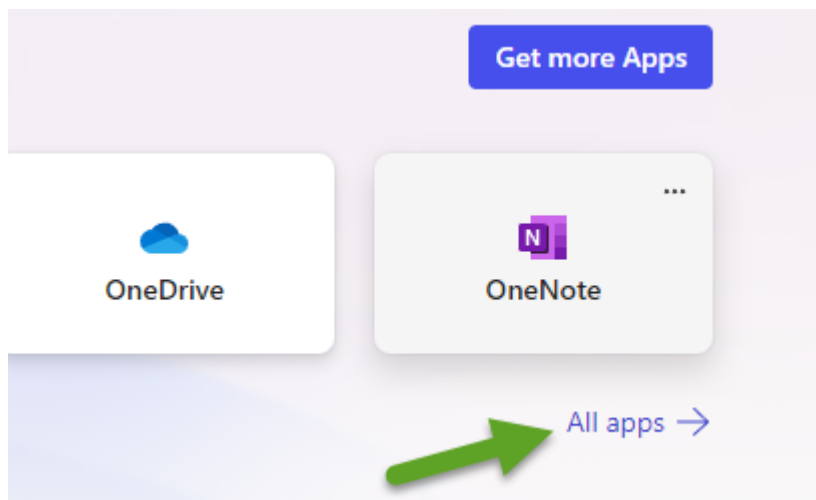 Get more Apps
...
N
OneDrive
OneNote
All apps →